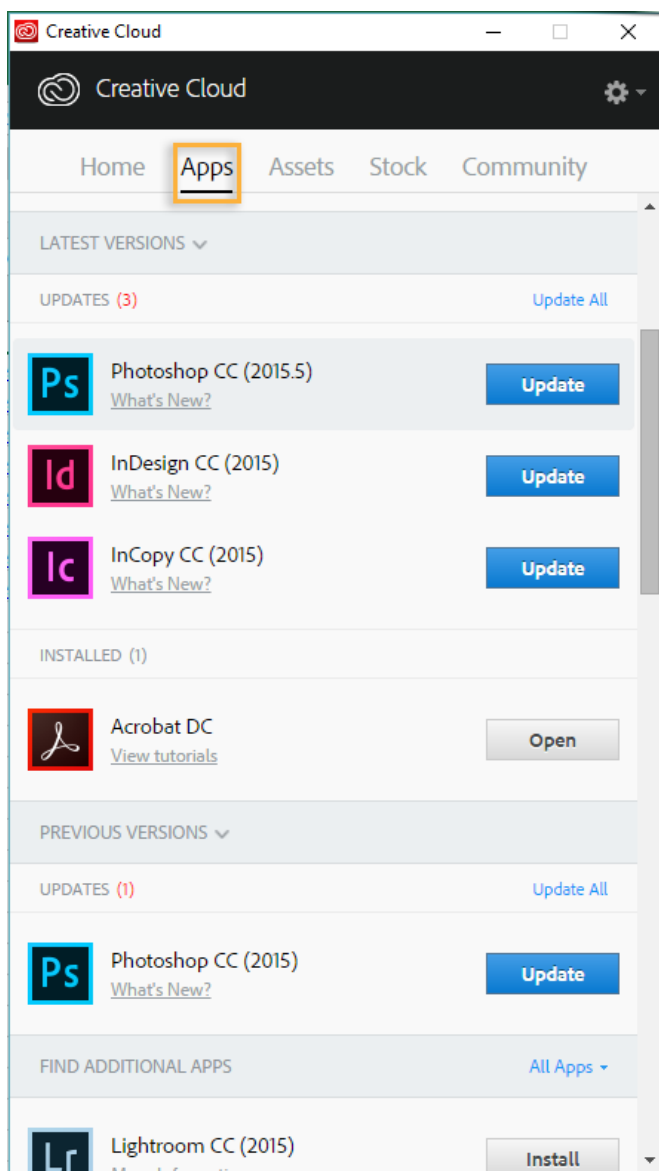 Creative Cloud
Creative Cloud
Home Apps Assets Stock Community
LATEST VERSIONS
UPDATES (3) Update All
Ps Photoshop CC (2015.5) Update
What's New?
Id InDesign CC (2015) Update
What's New?
Ic InCopy CC (2015) Update
What's New?
INSTALLED (1)
Acrobat DC Open
View tutorials
PREVIOUS VERSIONS
UPDATES (1) Update All
Ps Photoshop CC (2015) Update
What's New?
FIND ADDITIONAL APPS All Apps
Lr Lightroom CC (2015) Install